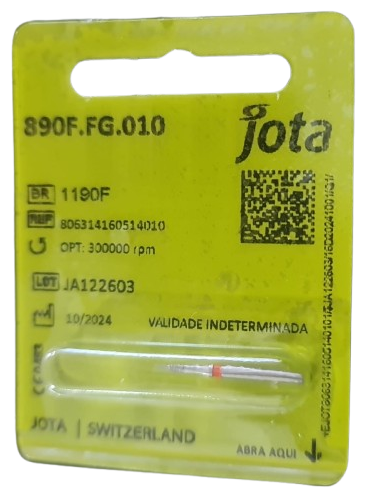 890F.FG.010
jota
BR 1190F
REF 806314160514010
OPT: 300000 rpm
LOT JA122603
10/2024
VALIDADE INDETERMINADA
JOTA | SWITZERLAND
ABRA AQUI